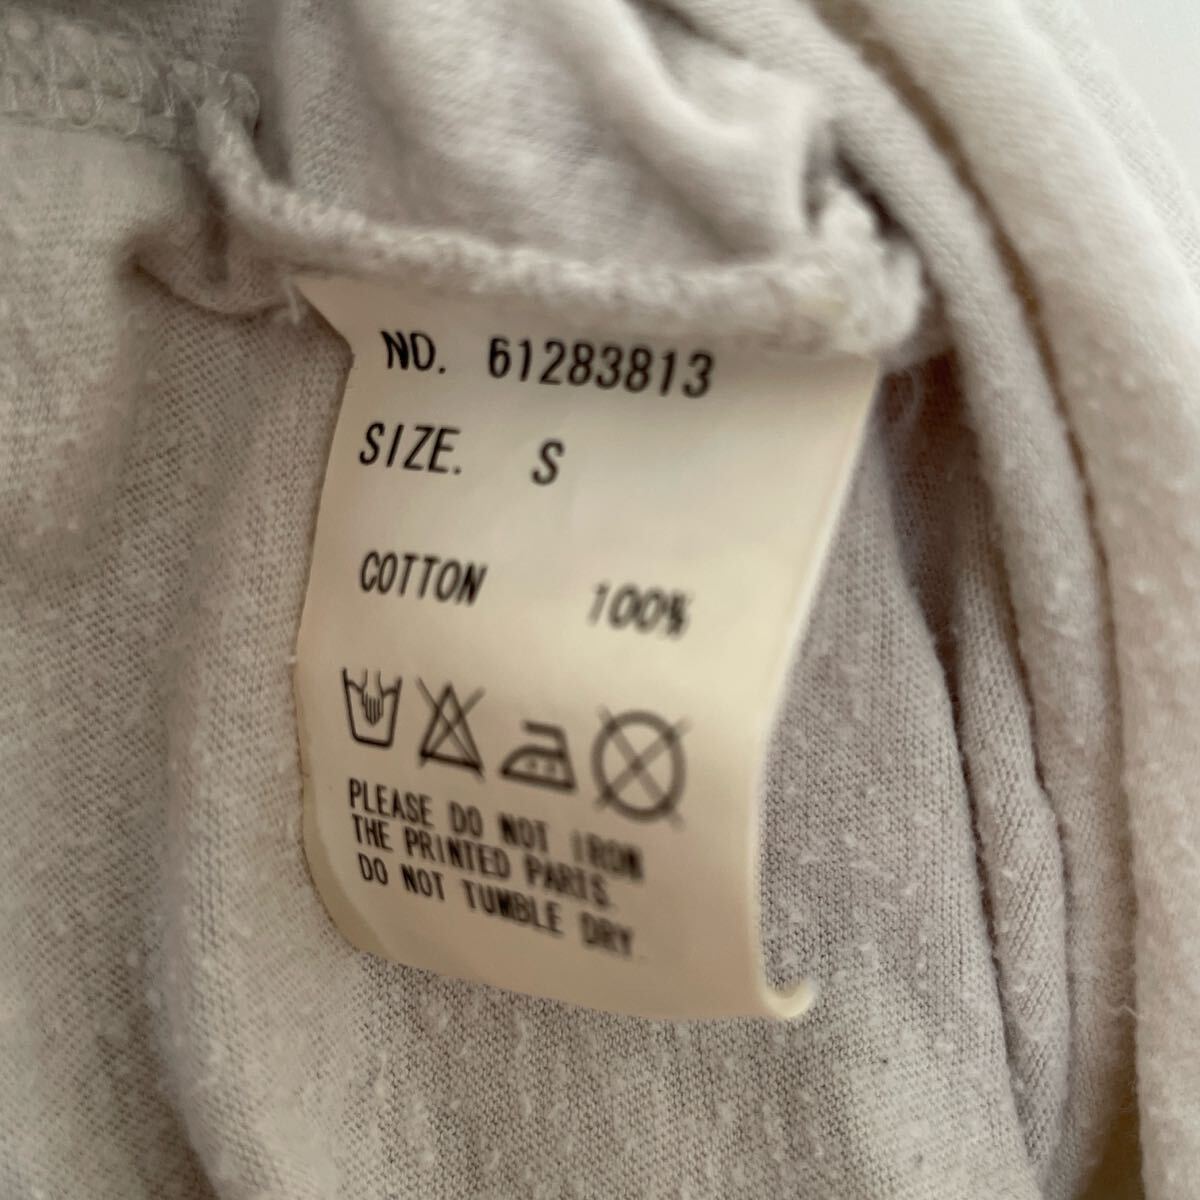 NO. 61283813
SIZE. S
COTTON 100%
PLEASE DO NOT IRON
THE PRINTED PARTS.
DO NOT TUMBLE DRY.